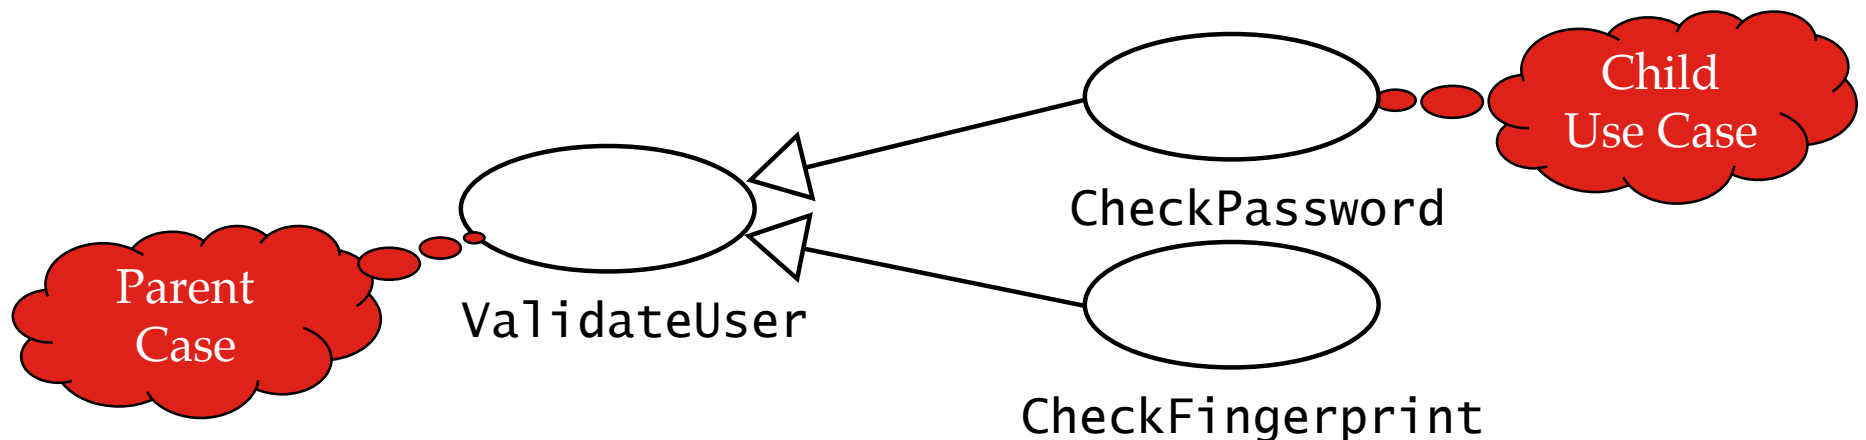 Child
Use Case
CheckPassword
Parent
Case
ValidateUser
CheckFingerprint